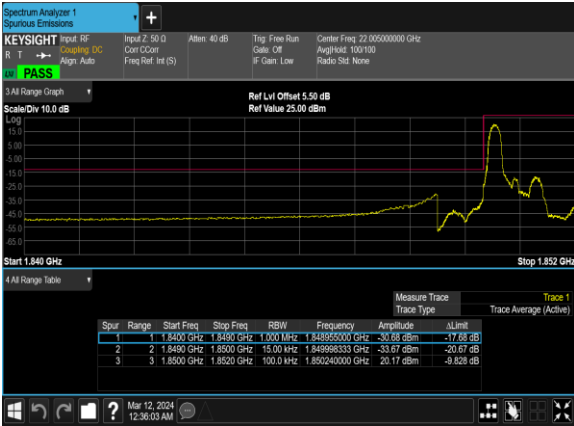 Spectrum Analyzer 1
Spurious Emissions
+
KEYSIGHT Input: RF Input Z: 50 Ω Atten: 40 dB Trig: Free Run Center Freq: 22.005000000 GHz
R T Coupling: DC Corr CCorr Gate: Off Avg|Hold: 100/100
Align: Auto Freq Ref: Int (S) IF Gain: Low Radio Std: None
LW PASS
3 All Range Graph
Ref Lvl Offset 5.50 dB
Scale/Div 10.0 dB Ref Value 25.00 dBm
Log
15.0
5.00
-5.00
-15.0
-25.0
-35.0
-45.0
-55.0
-65.0
Start 1.840 GHz Stop 1.852 GHz
4 All Range Table
Measure Trace Trace 1
Trace Type Trace Average (Active)
Spur Range Start Freq Stop Freq RBW Frequency Amplitude ΔLimit
1 1 1.8400 GHz 1.8490 GHz 1.000 MHz 1.848955000 GHz -30.68 dBm -17.68 dB
2 2 1.8490 GHz 1.8500 GHz 15.00 kHz 1.849998333 GHz -33.67 dBm -20.67 dB
3 3 1.8500 GHz 1.8520 GHz 100.0 kHz 1.850240000 GHz 20.17 dBm -9.828 dB
? Mar 12, 2024
12:36:03 AM